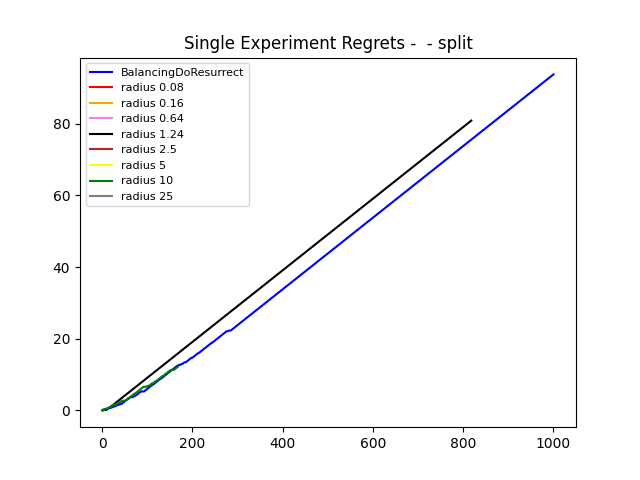 Single Experiment Regrets -  - split
BalancingDoResurrect
radius 0.08
radius 0.16
radius 0.64
radius 1.24
radius 2.5
radius 5
radius 10
radius 25
80
60
40
20
0
0 200 400 600 800 1000